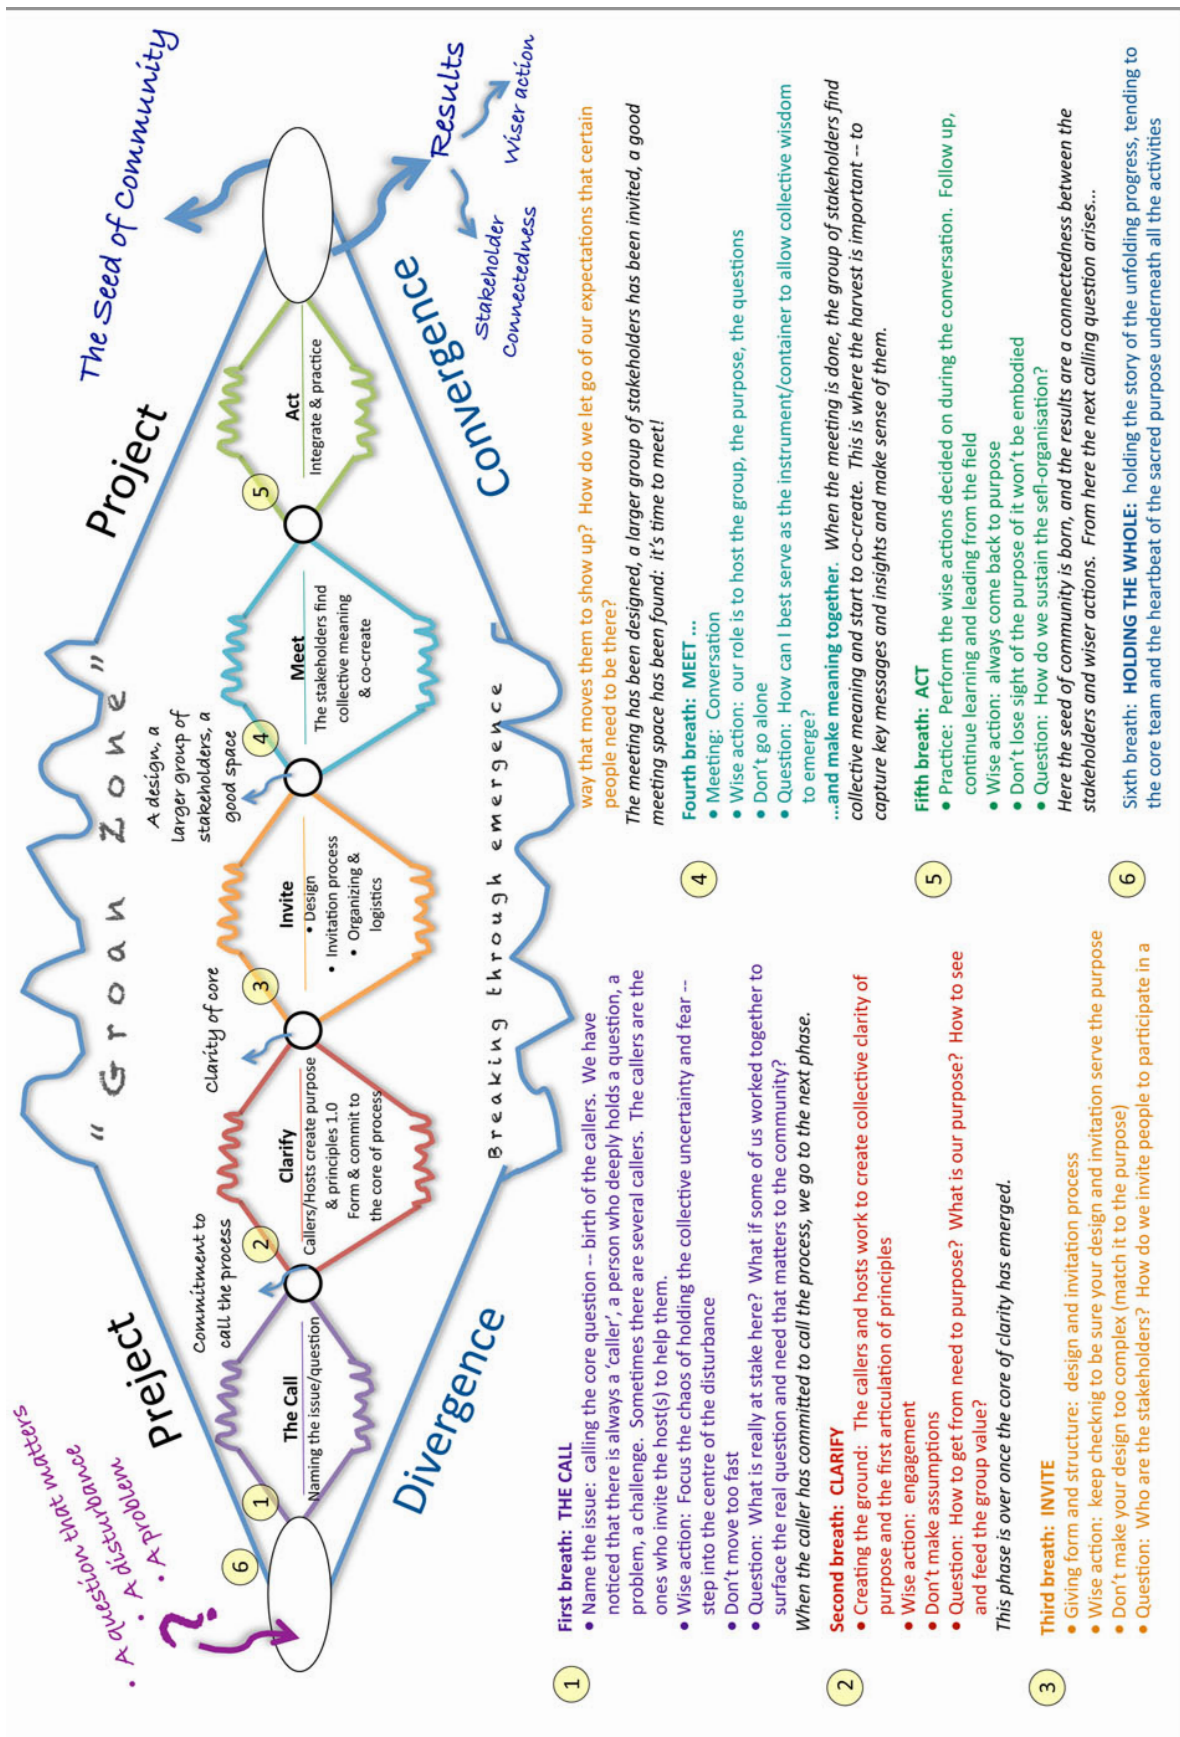 • A question that matters
• A disturbance
• A problem
?
Preject
Project
The Seed of Community
“Groan Zone”
Commitment to
call the process
Clarity of core
A design, a
larger group of
stakeholders, a
good space
6
1
2
3
4
5
The Call
Naming the issue/question
Clarify
Callers/Hosts create purpose
& principles 1.0
Form & commit to
the core of process
Invite
• Design
• Invitation process
• Organizing &
logistics
Meet
The stakeholders find
collective meaning
& co-create
Act
Integrate & practice
Divergence
Breaking through emergence
Convergence
Results
Stakeholder
Connectedness
Wiser action
1
First breath: THE CALL
• Name the issue: calling the core question -- birth of the callers. We have
noticed that there is always a ‘caller’, a person who deeply holds a question, a
problem, a challenge. Sometimes there are several callers. The callers are the
ones who invite the host(s) to help them.
• Wise action: Focus the chaos of holding the collective uncertainty and fear --
step into the centre of the disturbance
• Don’t move too fast
• Question: What is really at stake here? What if some of us worked together to
surface the real question and need that matters to the community?
When the caller has committed to call the process, we go to the next phase.
2
Second breath: CLARIFY
• Creating the ground: The callers and hosts work to create collective clarity of
purpose and the first articulation of principles
• Wise action: engagement
• Don’t make assumptions
• Question: How to get from need to purpose? What is our purpose? How to see
and feed the group value?
This phase is over once the core of clarity has emerged.
3
Third breath: INVITE
• Giving form and structure: design and invitation process
• Wise action: keep checknig to be sure your design and invitation serve the purpose
• Don’t make your design too complex (match it to the purpose)
• Question: Who are the stakeholders? How do we invite people to participate in a
way that moves them to show up? How do we let go of our expectations that certain
people need to be there?
The meeting has been designed, a larger group of stakeholders has been invited, a good
meeting space has been found: it’s time to meet!
4
Fourth breath: MEET ...
• Meeting: Conversation
• Wise action: our role is to host the group, the purpose, the questions
• Don’t go alone
• Question: How can I best serve as the instrument/container to allow collective wisdom
to emerge?
...and make meaning together. When the meeting is done, the group of stakeholders find
collective meaning and start to co-create. This is where the harvest is important -- to
capture key messages and insights and make sense of them.
5
Fifth breath: ACT
• Practice: Perform the wise actions decided on during the conversation. Follow up,
continue learning and leading from the field
• Wise action: always come back to purpose
• Don’t lose sight of the purpose of it won’t be embodied
• Question: How do we sustain the sefl-organisation?
Here the seed of community is born, and the results are a connectedness between the
stakeholders and wiser actions. From here the next calling question arises...
6
Sixth breath: HOLDING THE WHOLE: holding the story of the unfolding progress, tending to
the core team and the heartbeat of the sacred purpose underneath all the activities